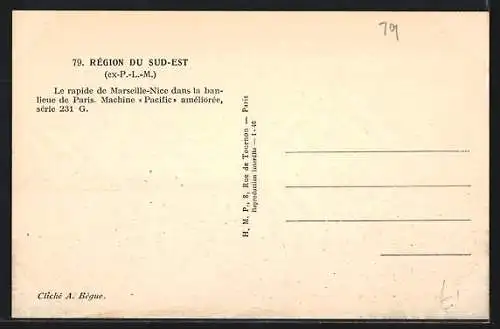 79
79. RÉGION DU SUD-EST
(ex-P.-L.-M.)
Le rapide de Marseille-Nice dans la ban-
lieue de Paris. Machine « Pacific » améliorée,
série 231 G.
H. M. P., 8, Rue de Tournon — Paris
Reproduction interdite — 1-40
Cliché A. Bègue.